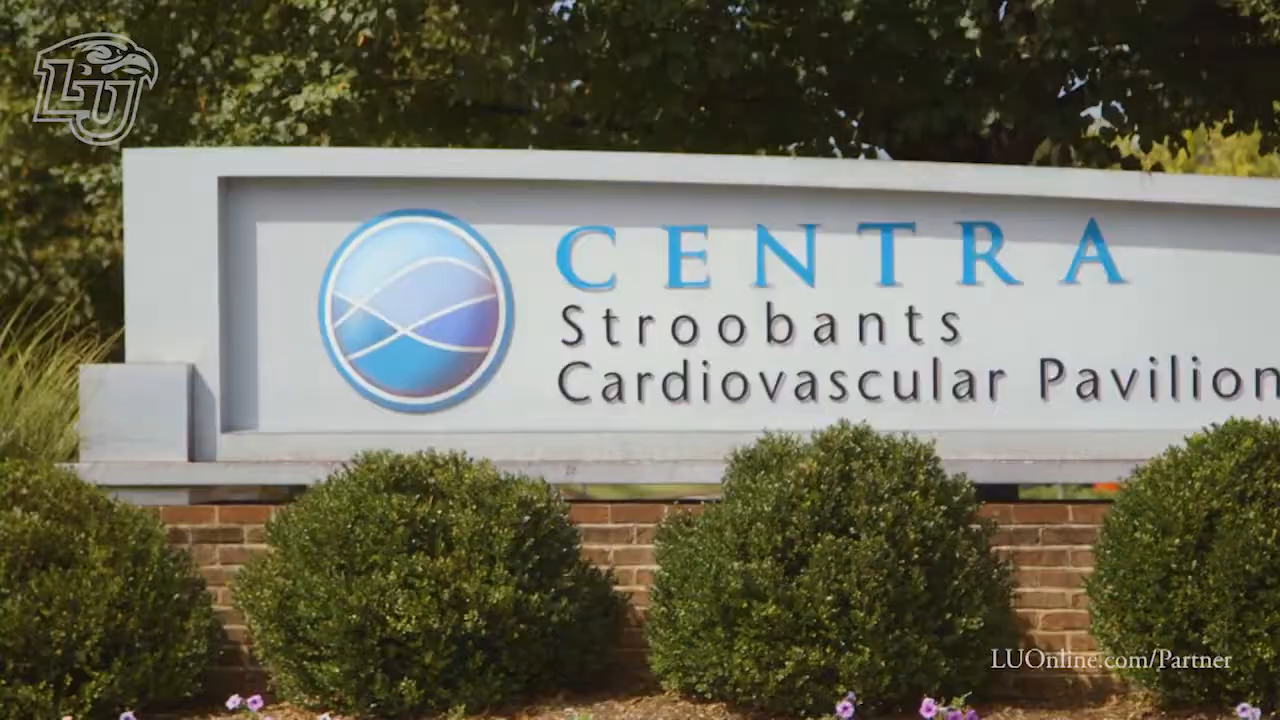 LU
CENTRA
Stroobants
Cardiovascular Pavilion
LUOnline.com/Partner